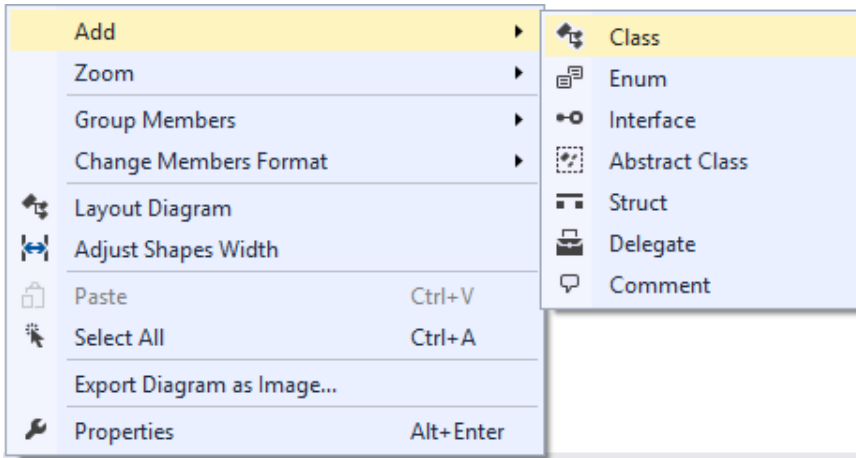 Add
Zoom
Group Members
Change Members Format
Layout Diagram
Adjust Shapes Width
Paste Ctrl+V
Select All Ctrl+A
Export Diagram as Image...
Properties Alt+Enter
Class
Enum
Interface
Abstract Class
Struct
Delegate
Comment